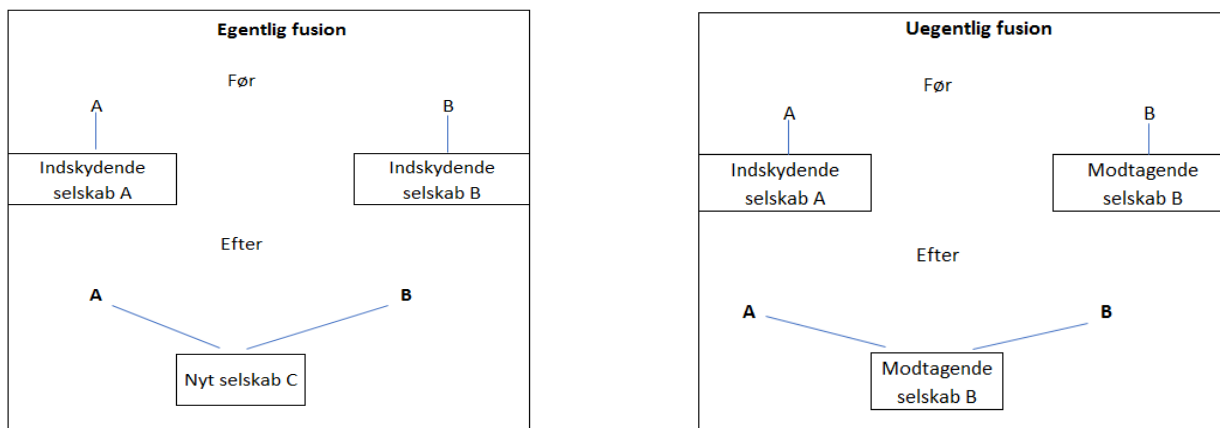 Egentlig fusion
Før
A
B
Indskydende
selskab A
Indskydende
selskab B
Efter
A
B
Nyt selskab C
Uegentlig fusion
Før
A
B
Indskydende
selskab A
Modtagende
selskab B
Efter
A
B
Modtagende
selskab B